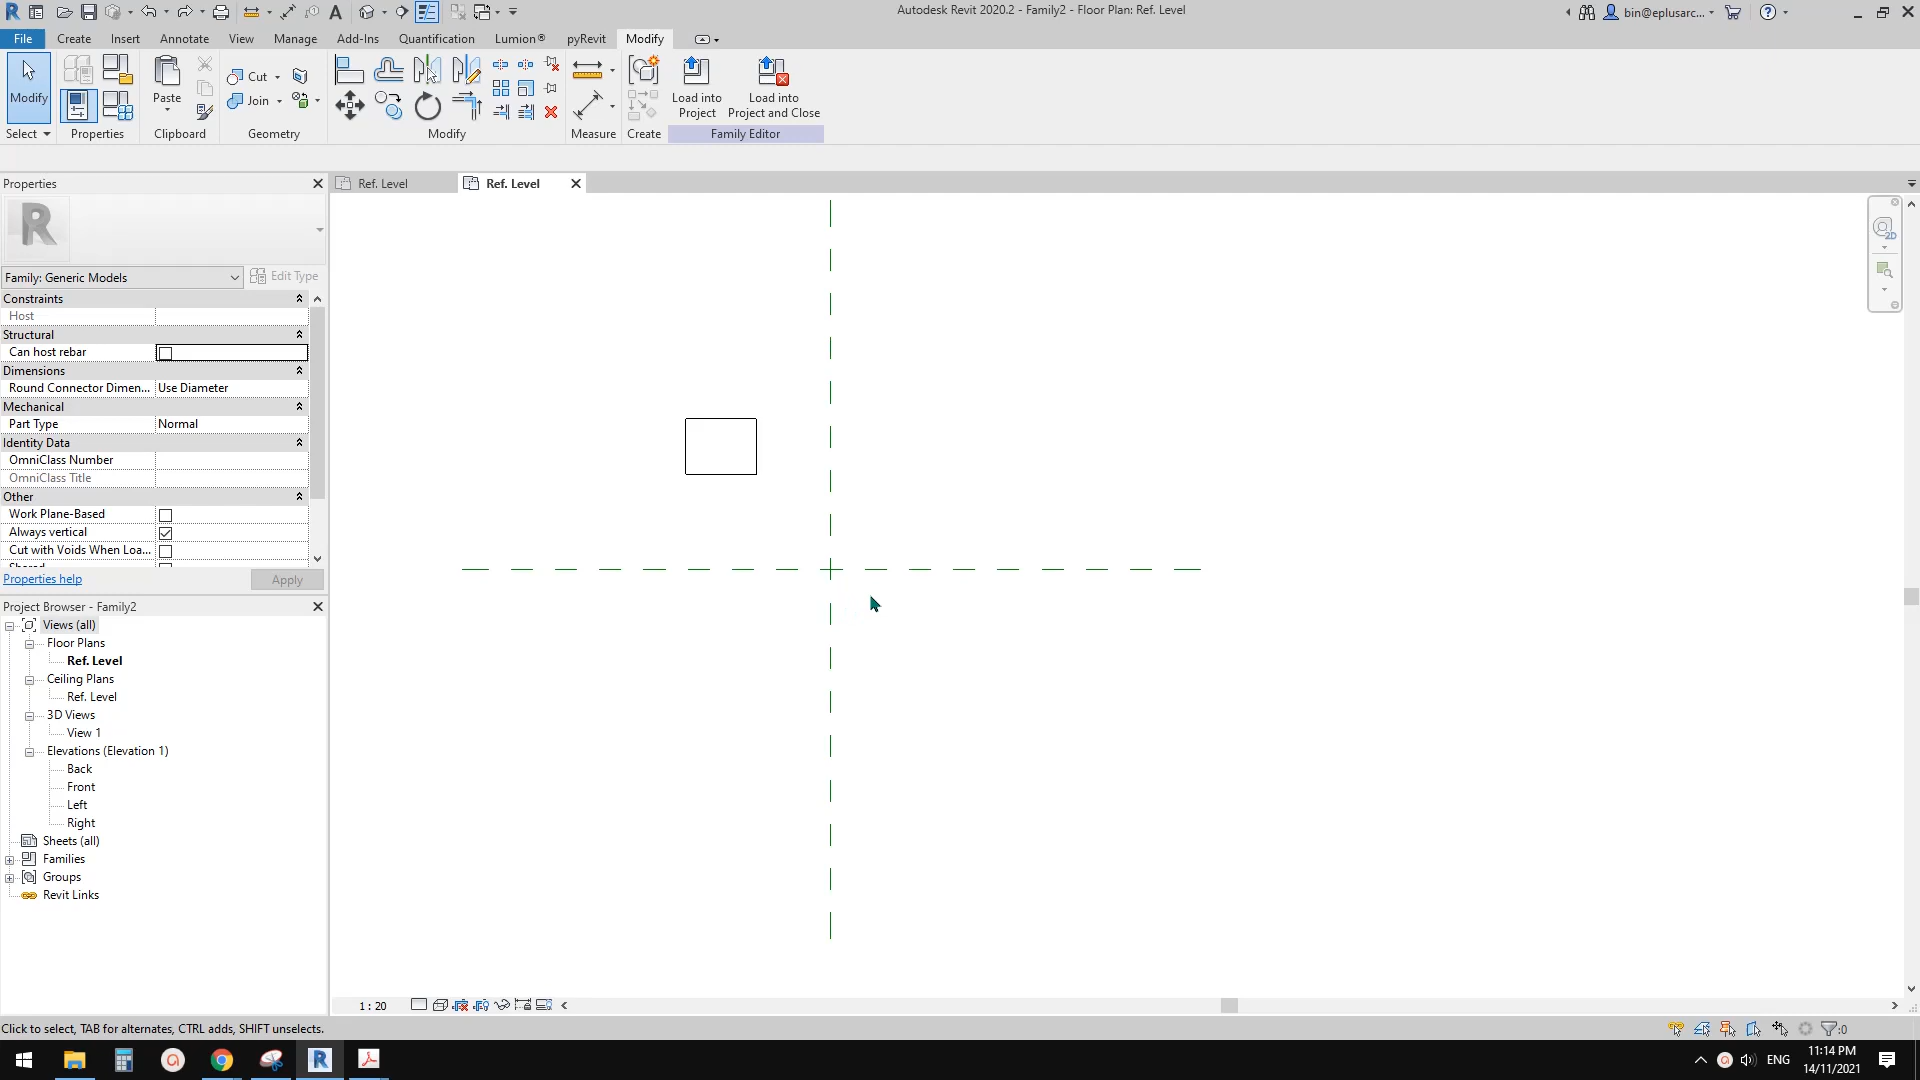 Autodesk Revit 2020.2 - Family2 - Floor Plan: Ref. Level
bin@eplusarc...
File Create Insert Annotate View Manage Add-Ins Quantification Lumion® pyRevit Modify
Modify
Paste
Cut
Join
Load into Project
Load into Project and Close
Select Properties Clipboard Geometry Modify Measure Create Family Editor
Properties
Ref. Level
Ref. Level
Family: Generic Models
Edit Type
Constraints
Host
Structural
Can host rebar
Dimensions
Round Connector Dimen... Use Diameter
Mechanical
Part Type Normal
Identity Data
OmniClass Number
OmniClass Title
Other
Work Plane-Based
Always vertical
Cut with Voids When Loa...
Properties help
Apply
Project Browser - Family2
Views (all)
Floor Plans
Ref. Level
Ceiling Plans
Ref. Level
3D Views
View 1
Elevations (Elevation 1)
Back
Front
Left
Right
Sheets (all)
Families
Groups
Revit Links
1 : 20
Click to select, TAB for alternates, CTRL adds, SHIFT unselects.
:0
ENG
11:14 PM
14/11/2021